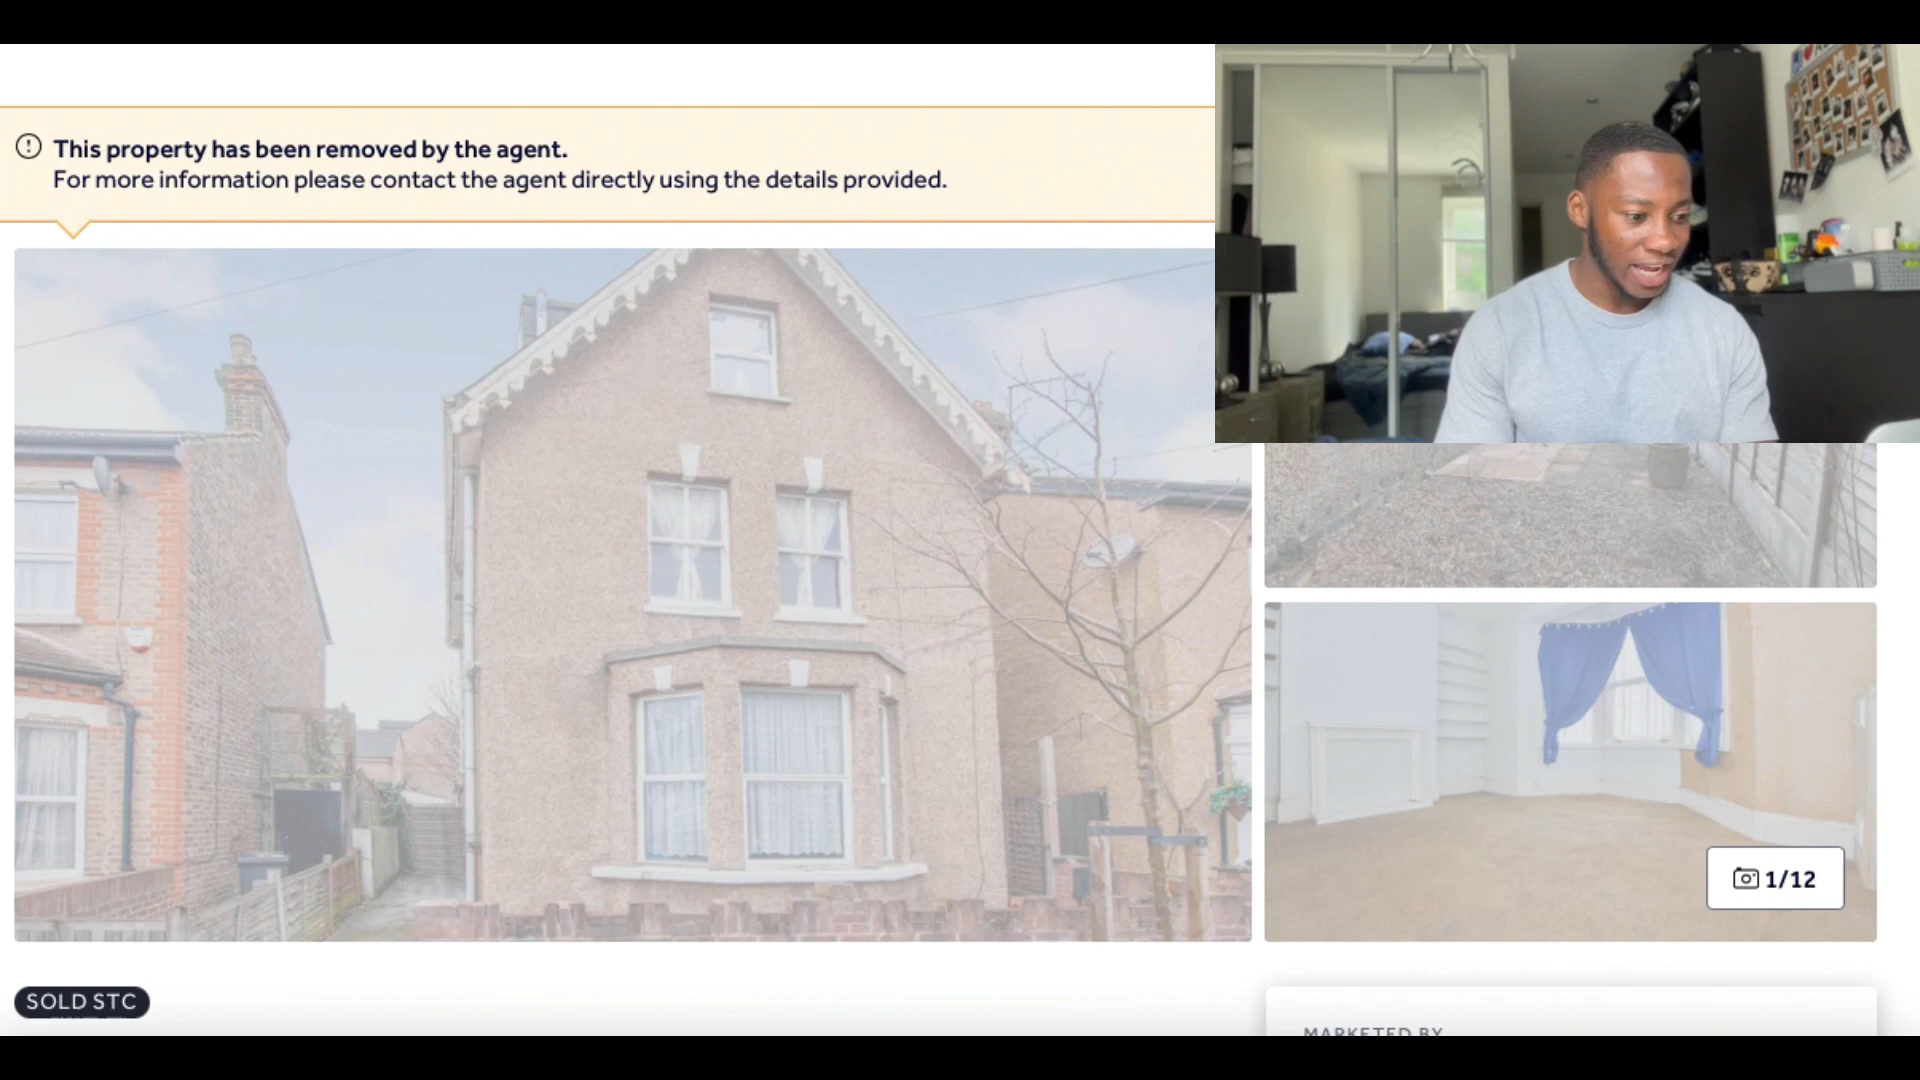 This property has been removed by the agent.
For more information please contact the agent directly using the details provided.
1/12
SOLD STC
MARKETED BY